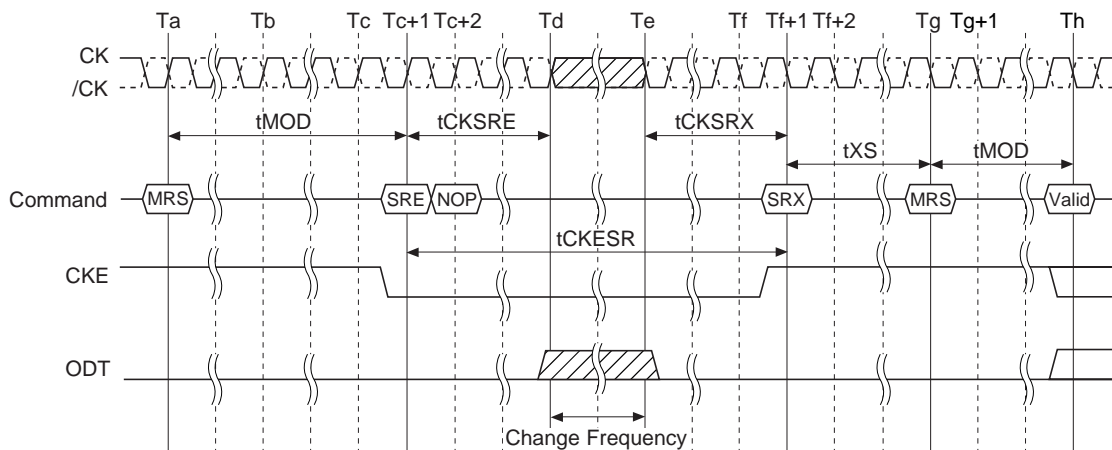 Ta Tb Tc Tc+1 Tc+2 Td Te Tf Tf+1 Tf+2 Tg Tg+1 Th
CK
/CK
tMOD tCKSRE tCKSRX
tXS tMOD
Command MRS SRE NOP SRX MRS Valid
tCKESR
CKE
ODT
Change Frequency